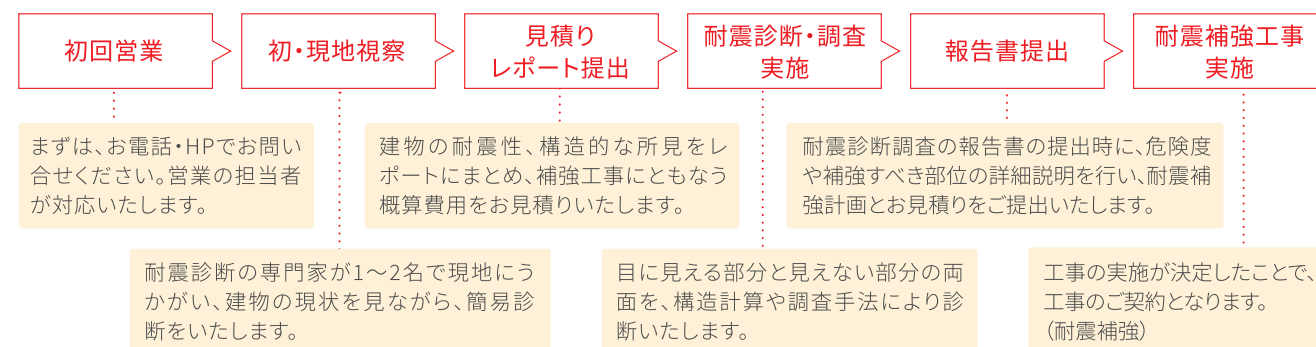 初回営業
初・現地視察
見積り
レポート提出
耐震診断・調査
実施
報告書提出
耐震補強工事
実施
まずは、お電話・HPでお問い
合せください。営業の担当者
が対応いたします。
建物の耐震性、構造的な所見をレ
ポートにまとめ、補強工事にともなう
概算費用をお見積りいたします。
耐震診断調査の報告書の提出時に、危険度
や補強すべき部位の詳細説明を行い、耐震補
強計画とお見積りをご提出いたします。
耐震診断の専門家が1〜2名で現地にう
かがい、建物の現状を見ながら、簡易診
断をいたします。
目に見える部分と見えない部分の両
面を、構造計算や調査手法により診
断いたします。
工事の実施が決定したことで、
工事のご契約となります。
（耐震補強）